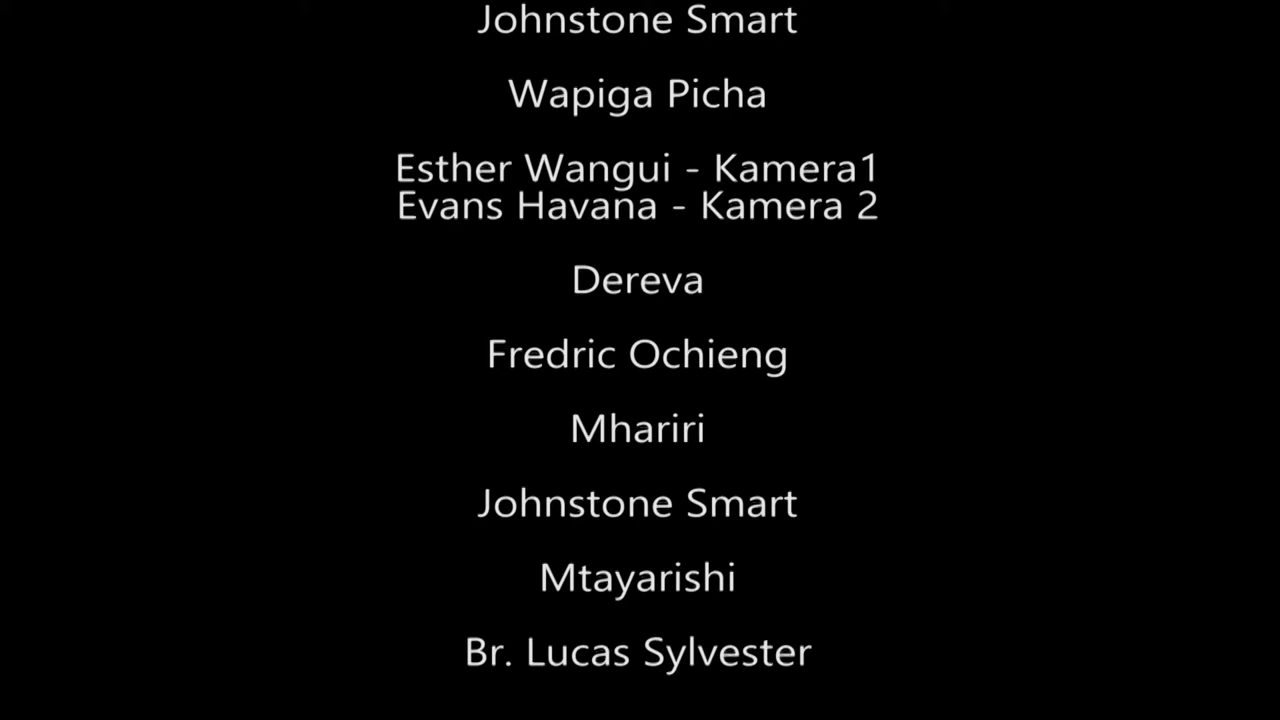 Johnstone Smart
Wapiga Picha
Esther Wangui - Kamera1
Evans Havana - Kamera 2
Dereva
Fredric Ochieng
Mhariri
Johnstone Smart
Mtayarishi
Br. Lucas Sylvester